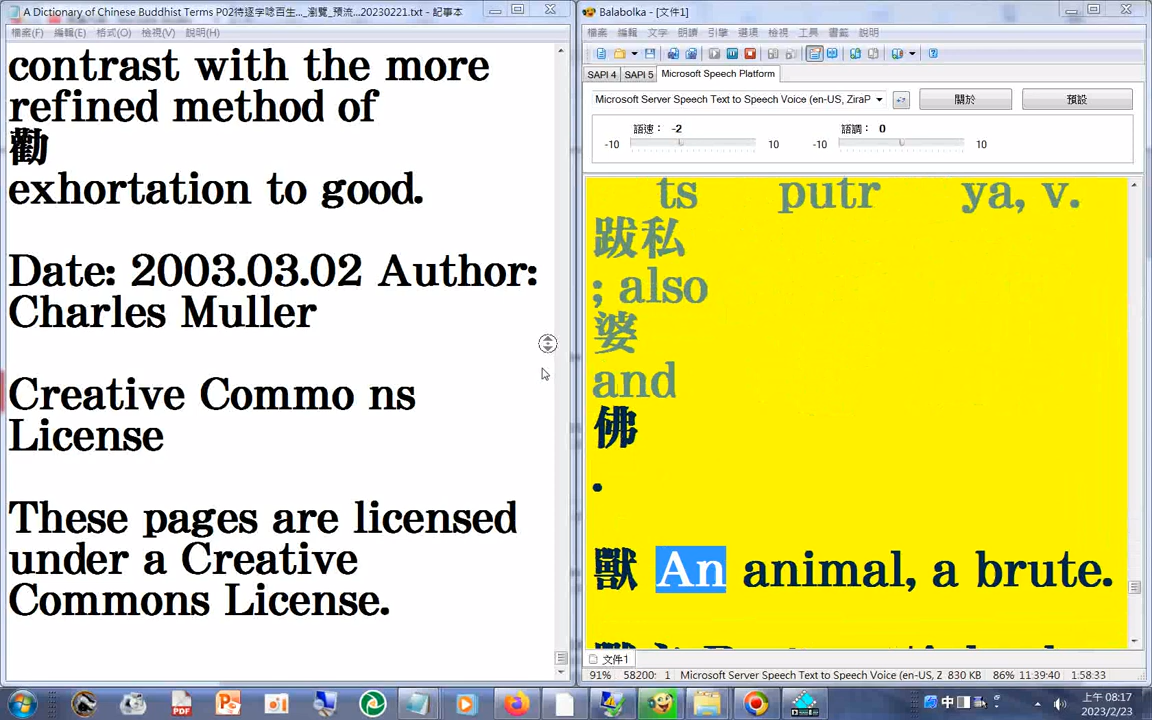 A Dictionary of Chinese Buddhist Terms P02待逐字唸百生..._瀏覽_預流...20230221.txt - 記事本
檔案(F) 編輯(E) 格式(O) 檢視(V) 說明(H)
contrast with the more
refined method of
勸
exhortation to good.
Date: 2003.03.02 Author:
Charles Muller
Creative Commo ns
License
These pages are licensed
under a Creative
Commons License.
Balabolka - [文件1]
檔案 編輯 文字 朗讀 引擎 選項 檢視 工具 書籤 說明
SAPI 4 SAPI 5 Microsoft Speech Platform
Microsoft Server Speech Text to Speech Voice (en-US, ZiraP
關於 預設
語速： -2 語調： 0
-10 10 -10 10
ts putr ya, v.
跋私
; also
婆
and
佛
.
獸 An animal, a brute.
文件1
91% 58200: 1 Microsoft Server Speech Text to Speech Voice (en-US, Z 830 KB 86% 11:39:40 1:58:33
中
上午 08:17
2023/2/23